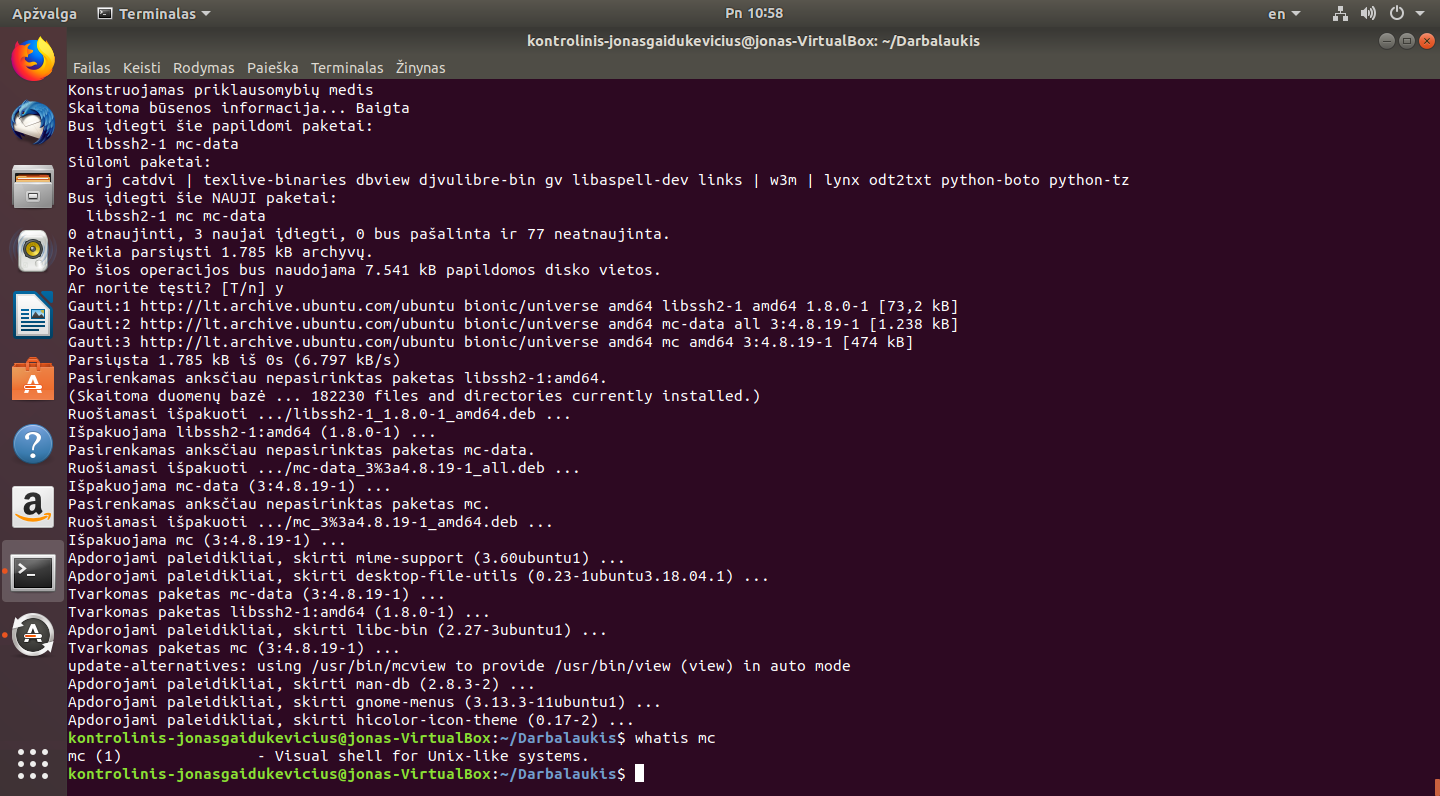 Apžvalga Terminalas Pn 10:58 en
kontrolinis-jonasgaidukevicius@jonas-VirtualBox: ~/Darbalaukis
Failas Keisti Rodymas Paieška Terminalas Žinynas
Konstruojamas priklausomybių medis
Skaitoma būsenos informacija... Baigta
Bus įdiegti šie papildomi paketai:
  libssh2-1 mc-data
Siūlomi paketai:
  arj catdvi | texlive-binaries dbview djvulibre-bin gv libaspell-dev links | w3m | lynx odt2txt python-boto python-tz
Bus įdiegti šie NAUJI paketai:
  libssh2-1 mc mc-data
0 atnaujinti, 3 naujai įdiegti, 0 bus pašalinta ir 77 neatnaujinta.
Reikia parsiųsti 1.785 kB archyvų.
Po šios operacijos bus naudojama 7.541 kB papildomos disko vietos.
Ar norite tęsti? [T/n] y
Gauti:1 http://lt.archive.ubuntu.com/ubuntu bionic/universe amd64 libssh2-1 amd64 1.8.0-1 [73,2 kB]
Gauti:2 http://lt.archive.ubuntu.com/ubuntu bionic/universe amd64 mc-data all 3:4.8.19-1 [1.238 kB]
Gauti:3 http://lt.archive.ubuntu.com/ubuntu bionic/universe amd64 mc amd64 3:4.8.19-1 [474 kB]
Parsiųsta 1.785 kB iš 0s (6.797 kB/s)
Pasirenkamas anksčiau nepasirinktas paketas libssh2-1:amd64.
(Skaitoma duomenų bazė ... 182230 files and directories currently installed.)
Ruošiamasi išpakuoti .../libssh2-1_1.8.0-1_amd64.deb ...
Išpakuojama libssh2-1:amd64 (1.8.0-1) ...
Pasirenkamas anksčiau nepasirinktas paketas mc-data.
Ruošiamasi išpakuoti .../mc-data_3%3a4.8.19-1_all.deb ...
Išpakuojama mc-data (3:4.8.19-1) ...
Pasirenkamas anksčiau nepasirinktas paketas mc.
Ruošiamasi išpakuoti .../mc_3%3a4.8.19-1_amd64.deb ...
Išpakuojama mc (3:4.8.19-1) ...
Apdorojami paleidikliai, skirti mime-support (3.60ubuntu1) ...
Apdorojami paleidikliai, skirti desktop-file-utils (0.23-1ubuntu3.18.04.1) ...
Tvarkomas paketas mc-data (3:4.8.19-1) ...
Tvarkomas paketas libssh2-1:amd64 (1.8.0-1) ...
Apdorojami paleidikliai, skirti libc-bin (2.27-3ubuntu1) ...
Tvarkomas paketas mc (3:4.8.19-1) ...
update-alternatives: using /usr/bin/mcview to provide /usr/bin/view (view) in auto mode
Apdorojami paleidikliai, skirti man-db (2.8.3-2) ...
Apdorojami paleidikliai, skirti gnome-menus (3.13.3-11ubuntu1) ...
Apdorojami paleidikliai, skirti hicolor-icon-theme (0.17-2) ...
kontrolinis-jonasgaidukevicius@jonas-VirtualBox:~/Darbalaukis$ whatis mc
mc (1)               - Visual shell for Unix-like systems.
kontrolinis-jonasgaidukevicius@jonas-VirtualBox:~/Darbalaukis$